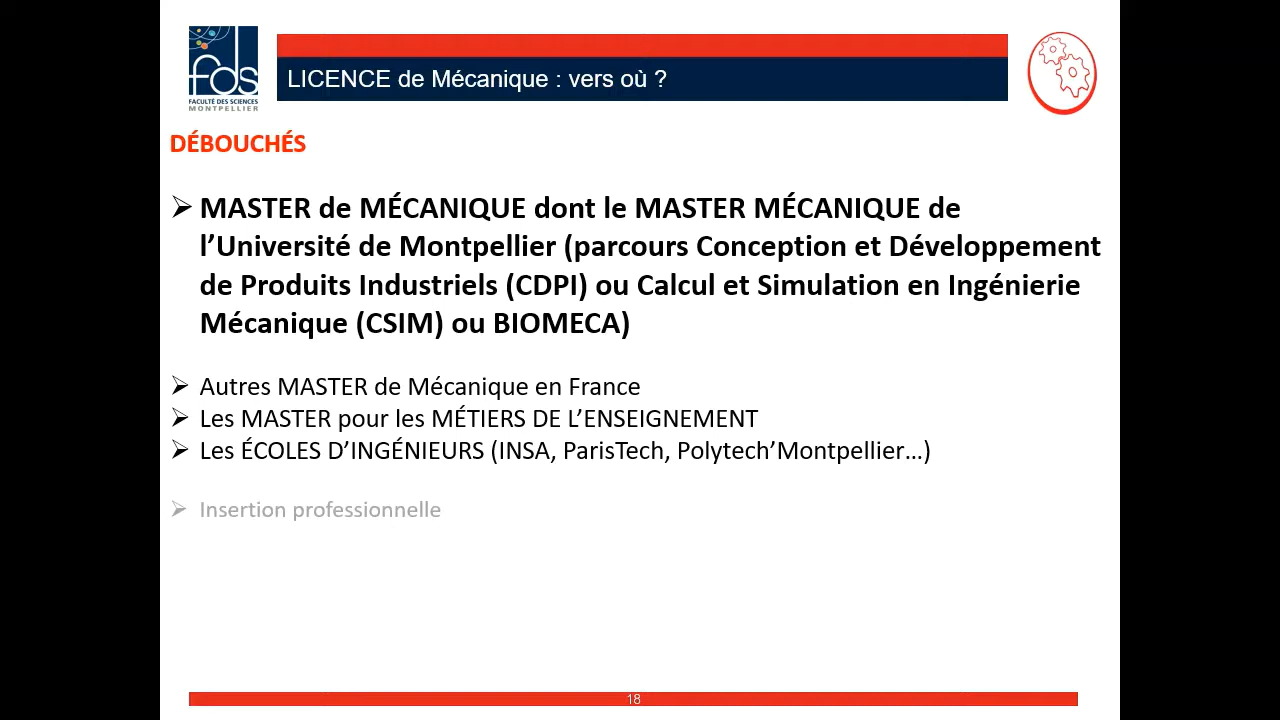 fds
FACULTÉ DES SCIENCES
MONTPELLIER
LICENCE de Mécanique : vers où ?
DÉBOUCHÉS
➢ MASTER de MÉCANIQUE dont le MASTER MÉCANIQUE de
l’Université de Montpellier (parcours Conception et Développement
de Produits Industriels (CDPI) ou Calcul et Simulation en Ingénierie
Mécanique (CSIM) ou BIOMECA)
➢ Autres MASTER de Mécanique en France
➢ Les MASTER pour les MÉTIERS DE L’ENSEIGNEMENT
➢ Les ÉCOLES D’INGÉNIEURS (INSA, ParisTech, Polytech’Montpellier…)
➢ Insertion professionnelle
18